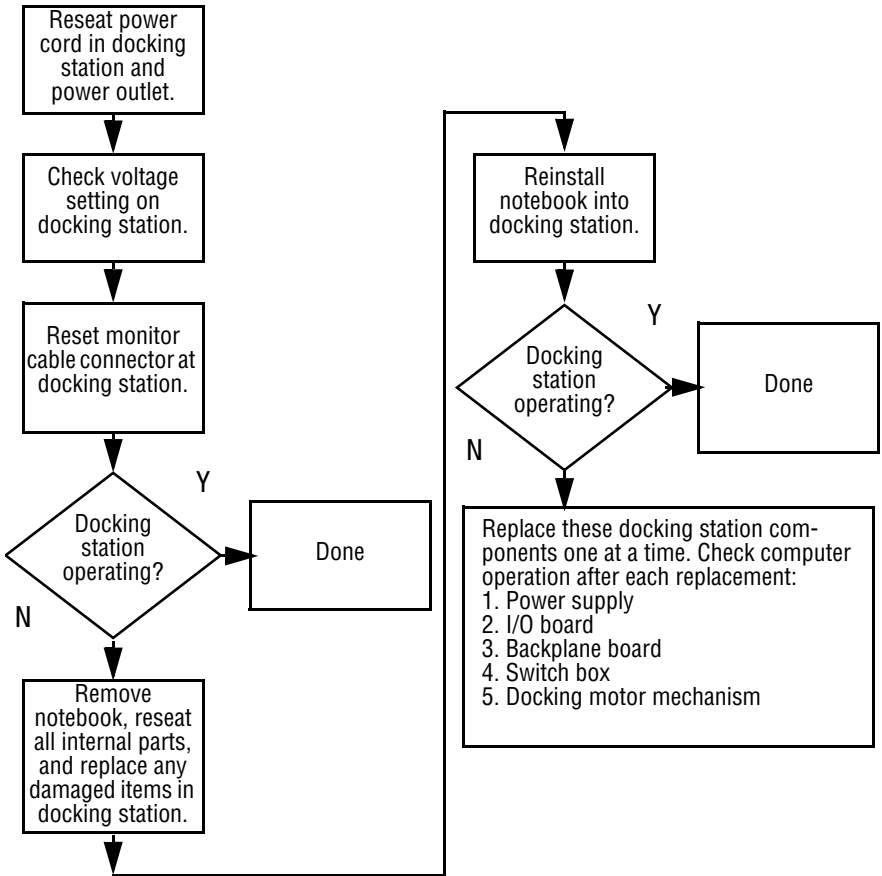 Reseat power
cord in docking
station and
power outlet.
Check voltage
setting on
docking station.
Reset monitor
cable connector at
docking station.
Docking
station
operating?
Y
Done
N
Remove
notebook, reseat
all internal parts,
and replace any
damaged items in
docking station.
Reinstall
notebook into
docking station.
Docking
station
operating?
Y
Done
N
Replace these docking station com-
ponents one at a time. Check computer
operation after each replacement:
1. Power supply
2. I/O board
3. Backplane board
4. Switch box
5. Docking motor mechanism